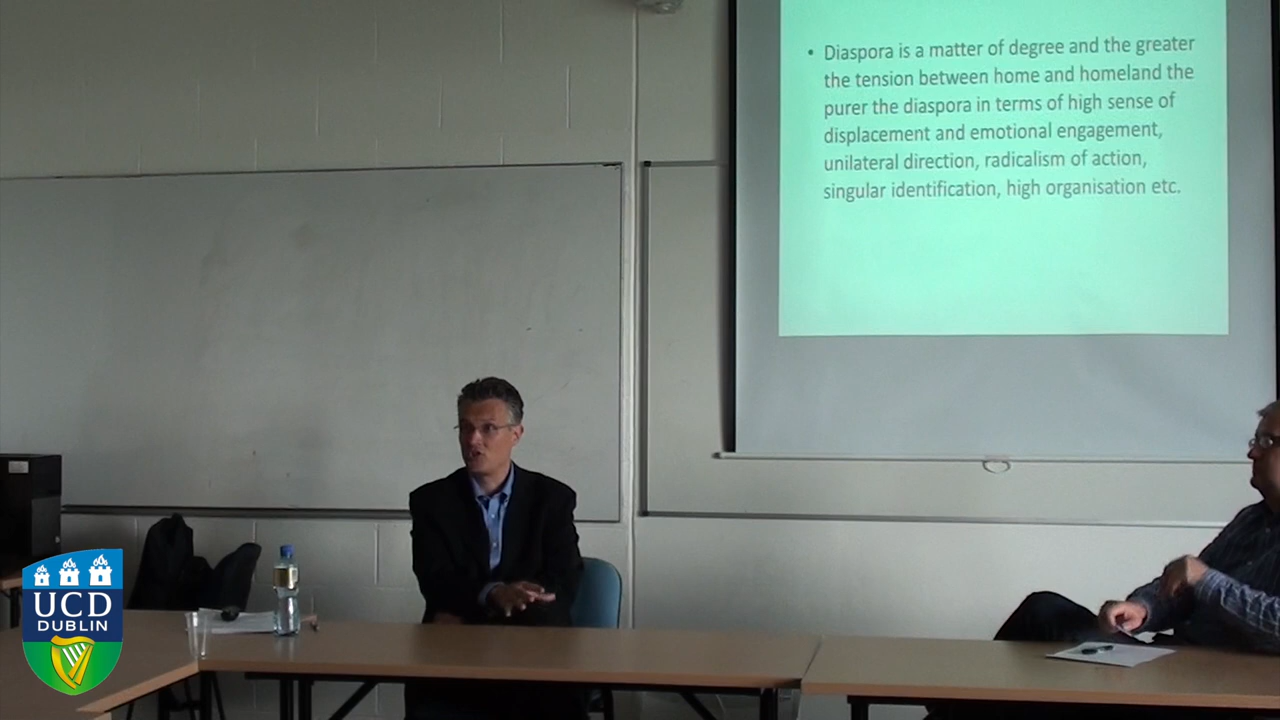 • Diaspora is a matter of degree and the greater
the tension between home and homeland the
purer the diaspora in terms of high sense of
displacement and emotional engagement,
unilateral direction, radicalism of action,
singular identification, high organisation etc.
UCD
DUBLIN